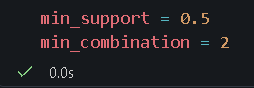 min_support = 0.5
min_combination = 2
0.0s